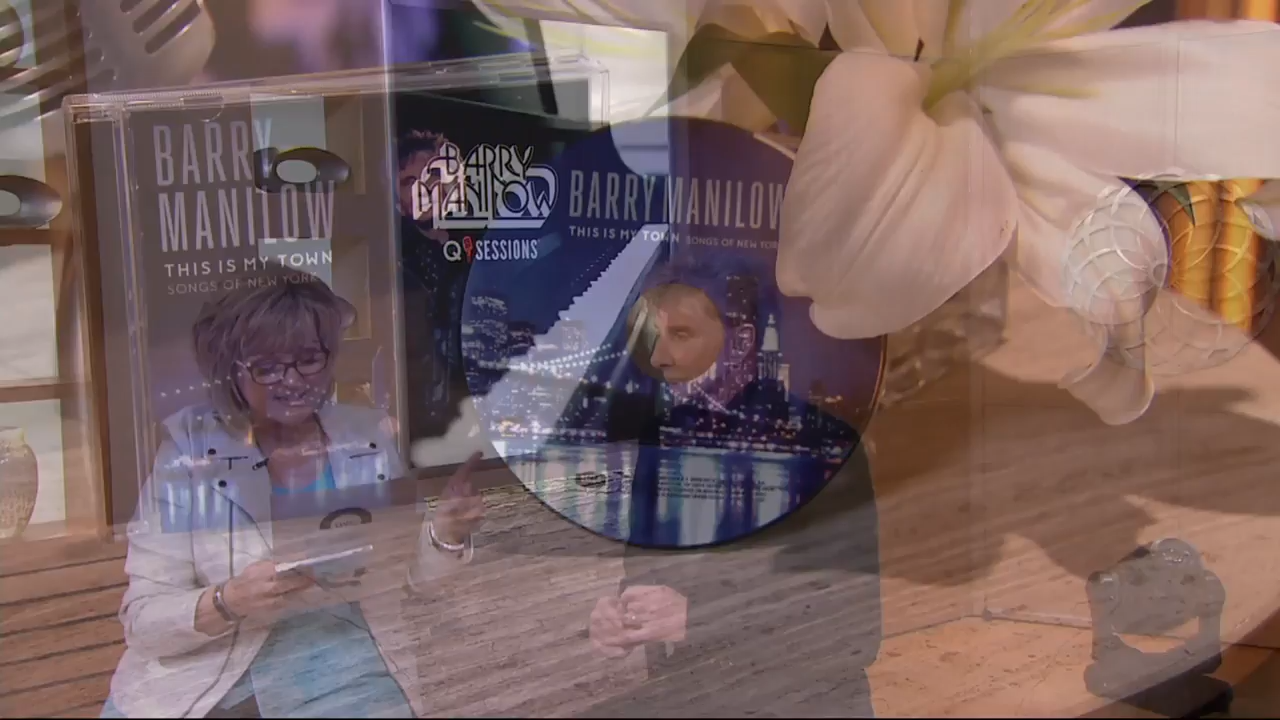 BARRY
MANILOW
THIS IS MY TOWN
SONGS OF NEW YORK
BARRY
MANILOW
Q SESSIONS
BARRY MANILOW
THIS IS MY TOWN SONGS OF NEW YORK